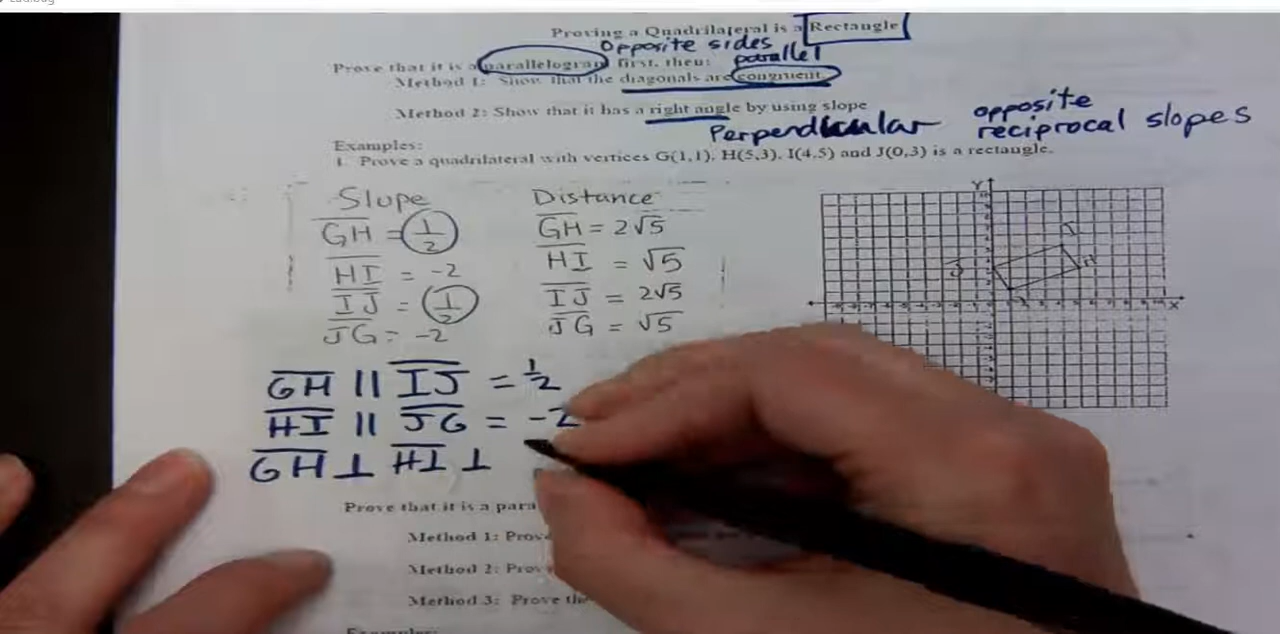 Proving a Quadrilateral is a Rectangle
Opposite sides
parallel
Prove that it is a parallelogram first, then:
Method 1: Show that the diagonals are congruent.
Method 2: Show that it has a right angle by using slope
Perpendicular
opposite
reciprocal slopes
Examples:
1. Prove a quadrilateral with vertices G(1,1), H(5,3), I(4,5) and J(0,3) is a rectangle.
Slope
GH = 1/2
HI = -2
IJ = 1/2
JG = -2
Distance
GH = 2√5
HI = √5
IJ = 2√5
JG = √5
Y
J
H
X
GH || IJ = 1/2
HI || JG = -2
GH ⊥ HI ⊥
Prove that it is a para
Method 1: Prove
Method 2: Prov
Method 3: Prove the
Examples: